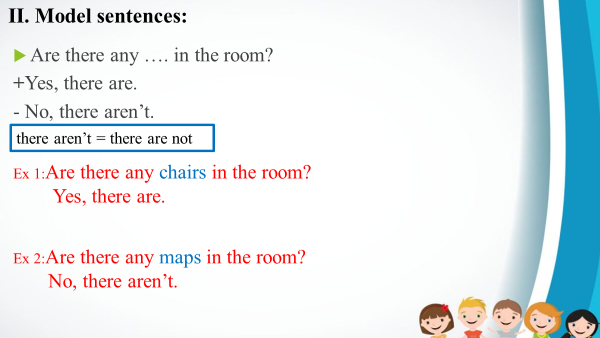 II. Model sentences:
Are there any …. in the room?
+Yes, there are.
- No, there aren’t.
there aren’t = there are not
Ex 1:Are there any chairs in the room?
Yes, there are.
Ex 2:Are there any maps in the room?
No, there aren’t.